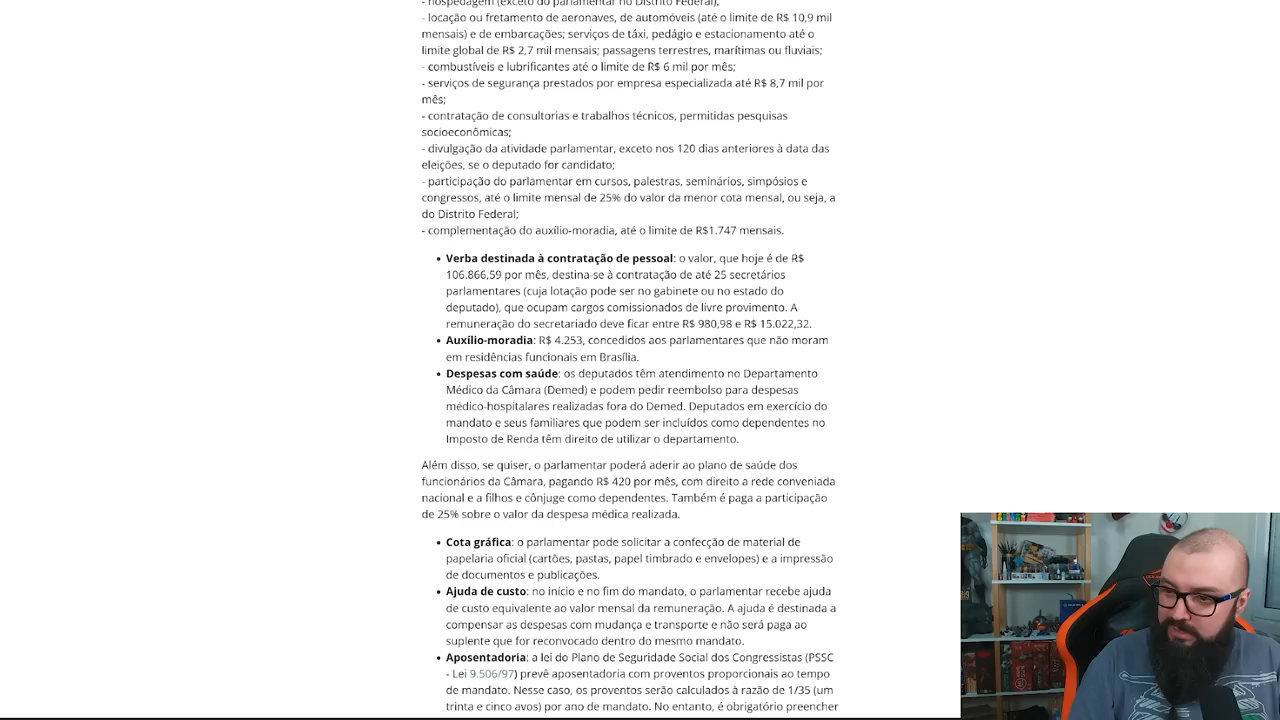 - hospedagem (exceto do parlamentar no Distrito Federal);
- locação ou fretamento de aeronaves, de automóveis (até o limite de R$ 10,9 mil
mensais) e de embarcações; serviços de táxi, pedágio e estacionamento até o
limite global de R$ 2,7 mil mensais; passagens terrestres, marítimas ou fluviais;
- combustíveis e lubrificantes até o limite de R$ 6 mil por mês;
- serviços de segurança prestados por empresa especializada até R$ 8,7 mil por
mês;
- contratação de consultorias e trabalhos técnicos, permitidas pesquisas
socioeconômicas;
- divulgação da atividade parlamentar, exceto nos 120 dias anteriores à data das
eleições, se o deputado for candidato;
- participação do parlamentar em cursos, palestras, seminários, simpósios e
congressos, até o limite mensal de 25% do valor da menor cota mensal, ou seja, a
do Distrito Federal;
- complementação do auxílio-moradia, até o limite de R$1.747 mensais.
• Verba destinada à contratação de pessoal: o valor, que hoje é de R$
106.866,59 por mês, destina-se à contratação de até 25 secretários
parlamentares (cuja lotação pode ser no gabinete ou no estado do
deputado), que ocupam cargos comissionados de livre provimento. A
remuneração do secretariado deve ficar entre R$ 980,98 e R$ 15.022,32.
• Auxílio-moradia: R$ 4.253, concedidos aos parlamentares que não moram
em residências funcionais em Brasília.
• Despesas com saúde: os deputados têm atendimento no Departamento
Médico da Câmara (Demed) e podem pedir reembolso para despesas
médico-hospitalares realizadas fora do Demed. Deputados em exercício do
mandato e seus familiares que podem ser incluídos como dependentes no
Imposto de Renda têm direito de utilizar o departamento.
Além disso, se quiser, o parlamentar poderá aderir ao plano de saúde dos
funcionários da Câmara, pagando R$ 420 por mês, com direito a rede conveniada
nacional e a filhos e cônjuge como dependentes. Também é paga a participação
de 25% sobre o valor da despesa médica realizada.
• Cota gráfica: o parlamentar pode solicitar a confecção de material de
papelaria oficial (cartões, pastas, papel timbrado e envelopes) e a impressão
de documentos e publicações.
• Ajuda de custo: no início e no fim do mandato, o parlamentar recebe ajuda
de custo equivalente ao valor mensal da remuneração. A ajuda é destinada a
compensar as despesas com mudança e transporte e não será paga ao
suplente que for reconvocado dentro do mesmo mandato.
• Aposentadoria: a lei do Plano de Seguridade Social dos Congressistas (PSSC
- Lei 9.506/97) prevê aposentadoria com proventos proporcionais ao tempo
de mandato. Nesse caso, os proventos serão calculados à razão de 1/35 (um
trinta e cinco avos) por ano de mandato. No entanto, é obrigatório preencher